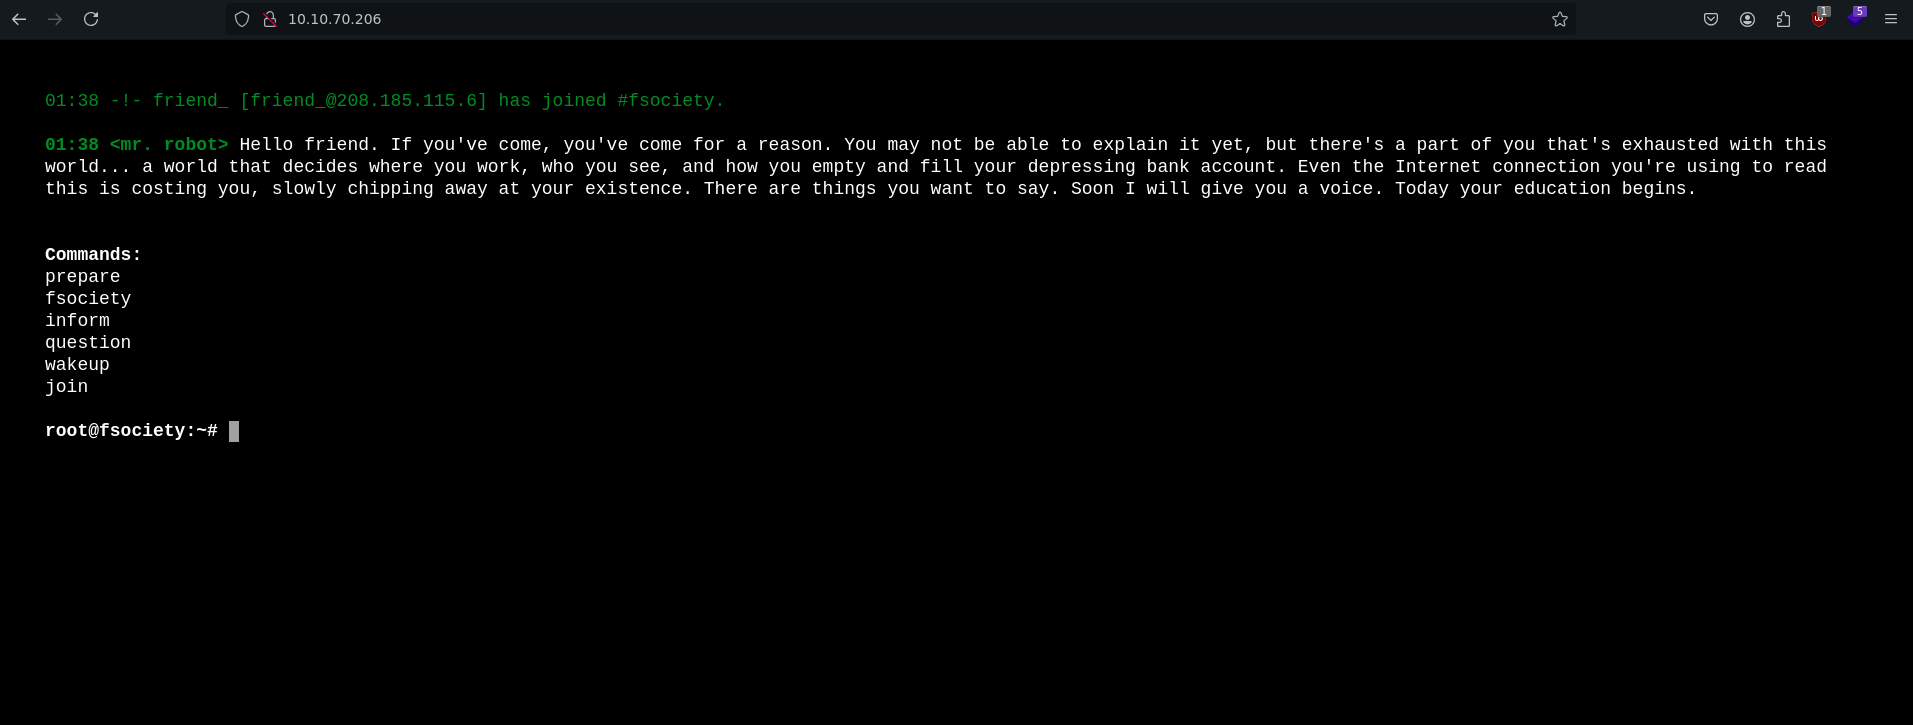 10.10.70.206
1
5
01:38 -!- friend_ [friend_@208.185.115.6] has joined #fsociety.
01:38 <mr. robot> Hello friend. If you've come, you've come for a reason. You may not be able to explain it yet, but there's a part of you that's exhausted with this
world... a world that decides where you work, who you see, and how you empty and fill your depressing bank account. Even the Internet connection you're using to read
this is costing you, slowly chipping away at your existence. There are things you want to say. Soon I will give you a voice. Today your education begins.
Commands:
prepare
fsociety
inform
question
wakeup
join
root@fsociety:~#